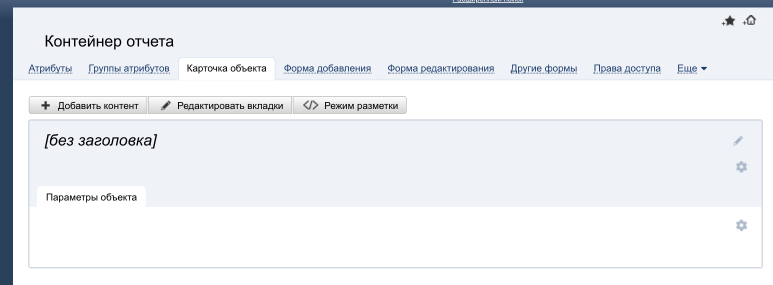 Контейнер отчета
Атрибуты Группы атрибутов Карточка объекта Форма добавления Форма редактирования Другие формы Права доступа Еще
Добавить контент Редактировать вкладки Режим разметки
[без заголовка]
Параметры объекта